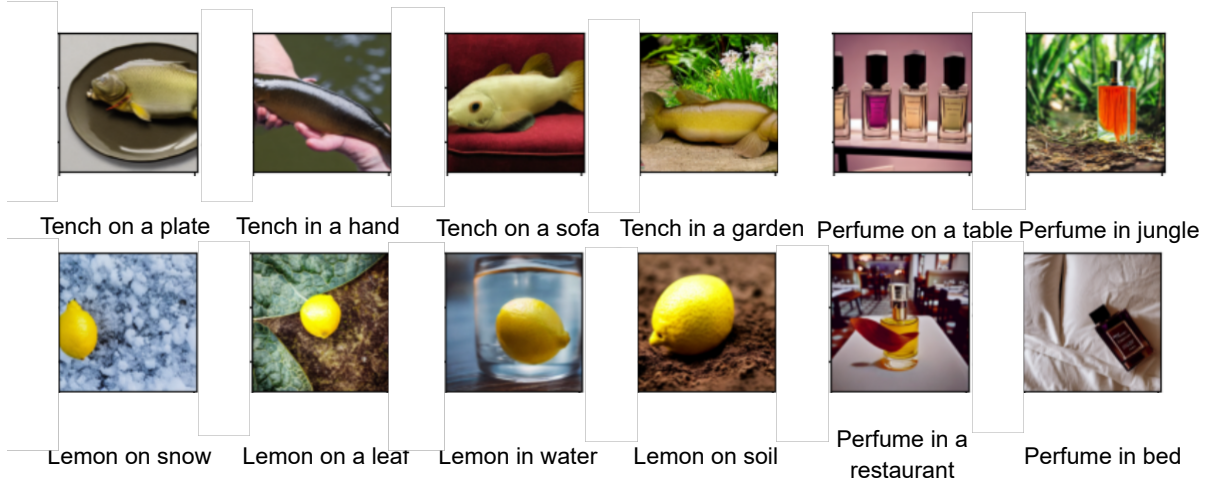 Tench on a plate
Tench in a hand
Tench on a sofa
Tench in a garden
Perfume on a table
Perfume in jungle
Lemon on snow
Lemon on a leaf
Lemon in water
Lemon on soil
Perfume in a
restaurant
Perfume in bed